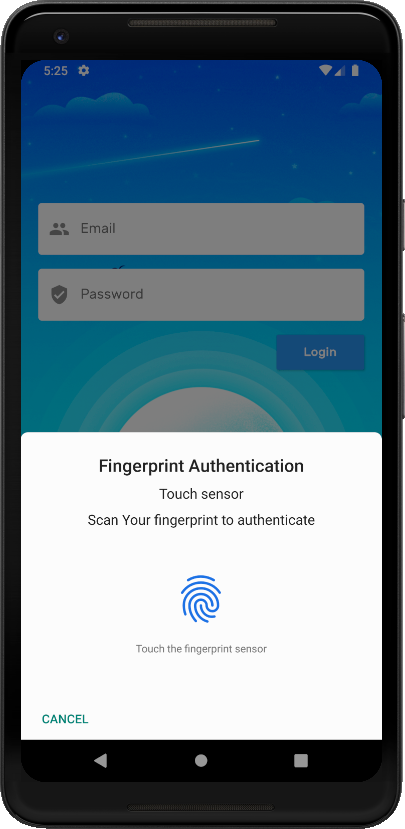 5:25
Email
Password
Login
Fingerprint Authentication
Touch sensor
Scan Your fingerprint to authenticate
Touch the fingerprint sensor
CANCEL